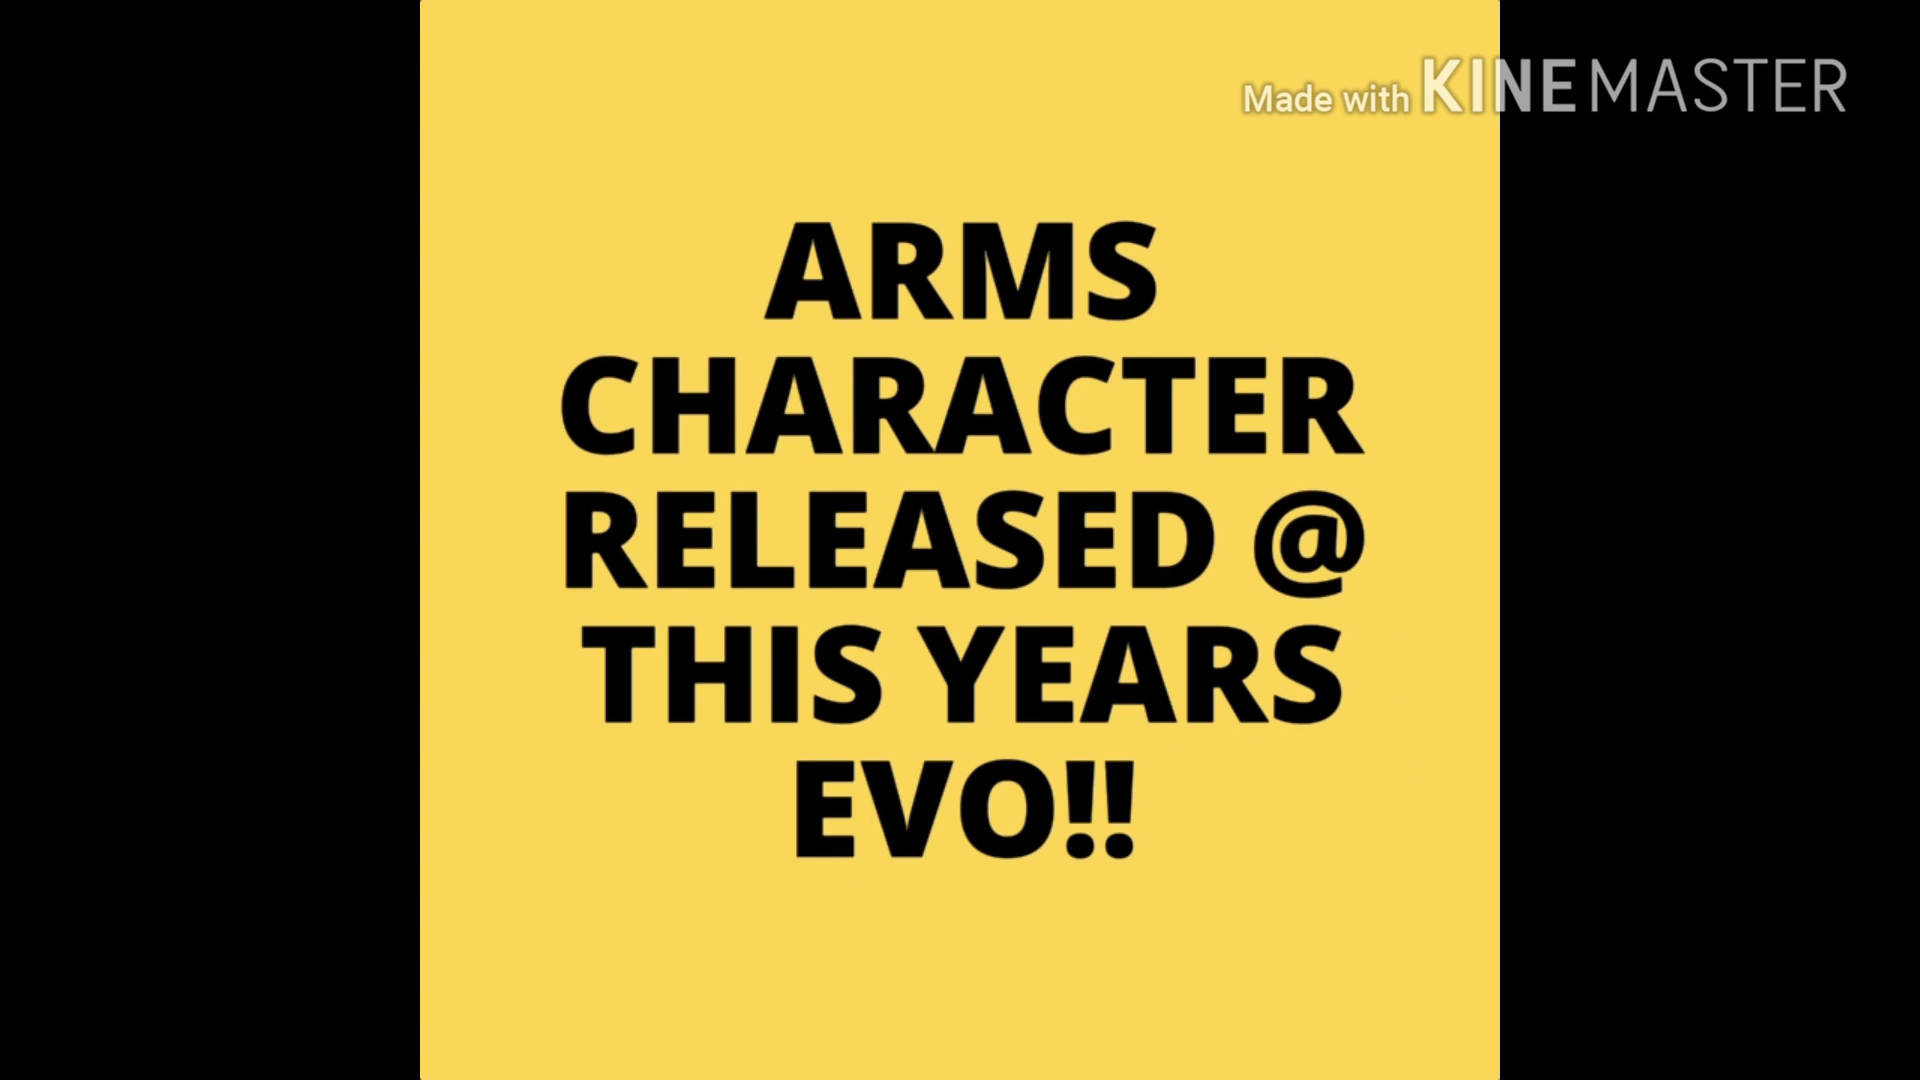 Made with KINEMASTER
ARMS
CHARACTER
RELEASED @
THIS YEARS
EVO!!